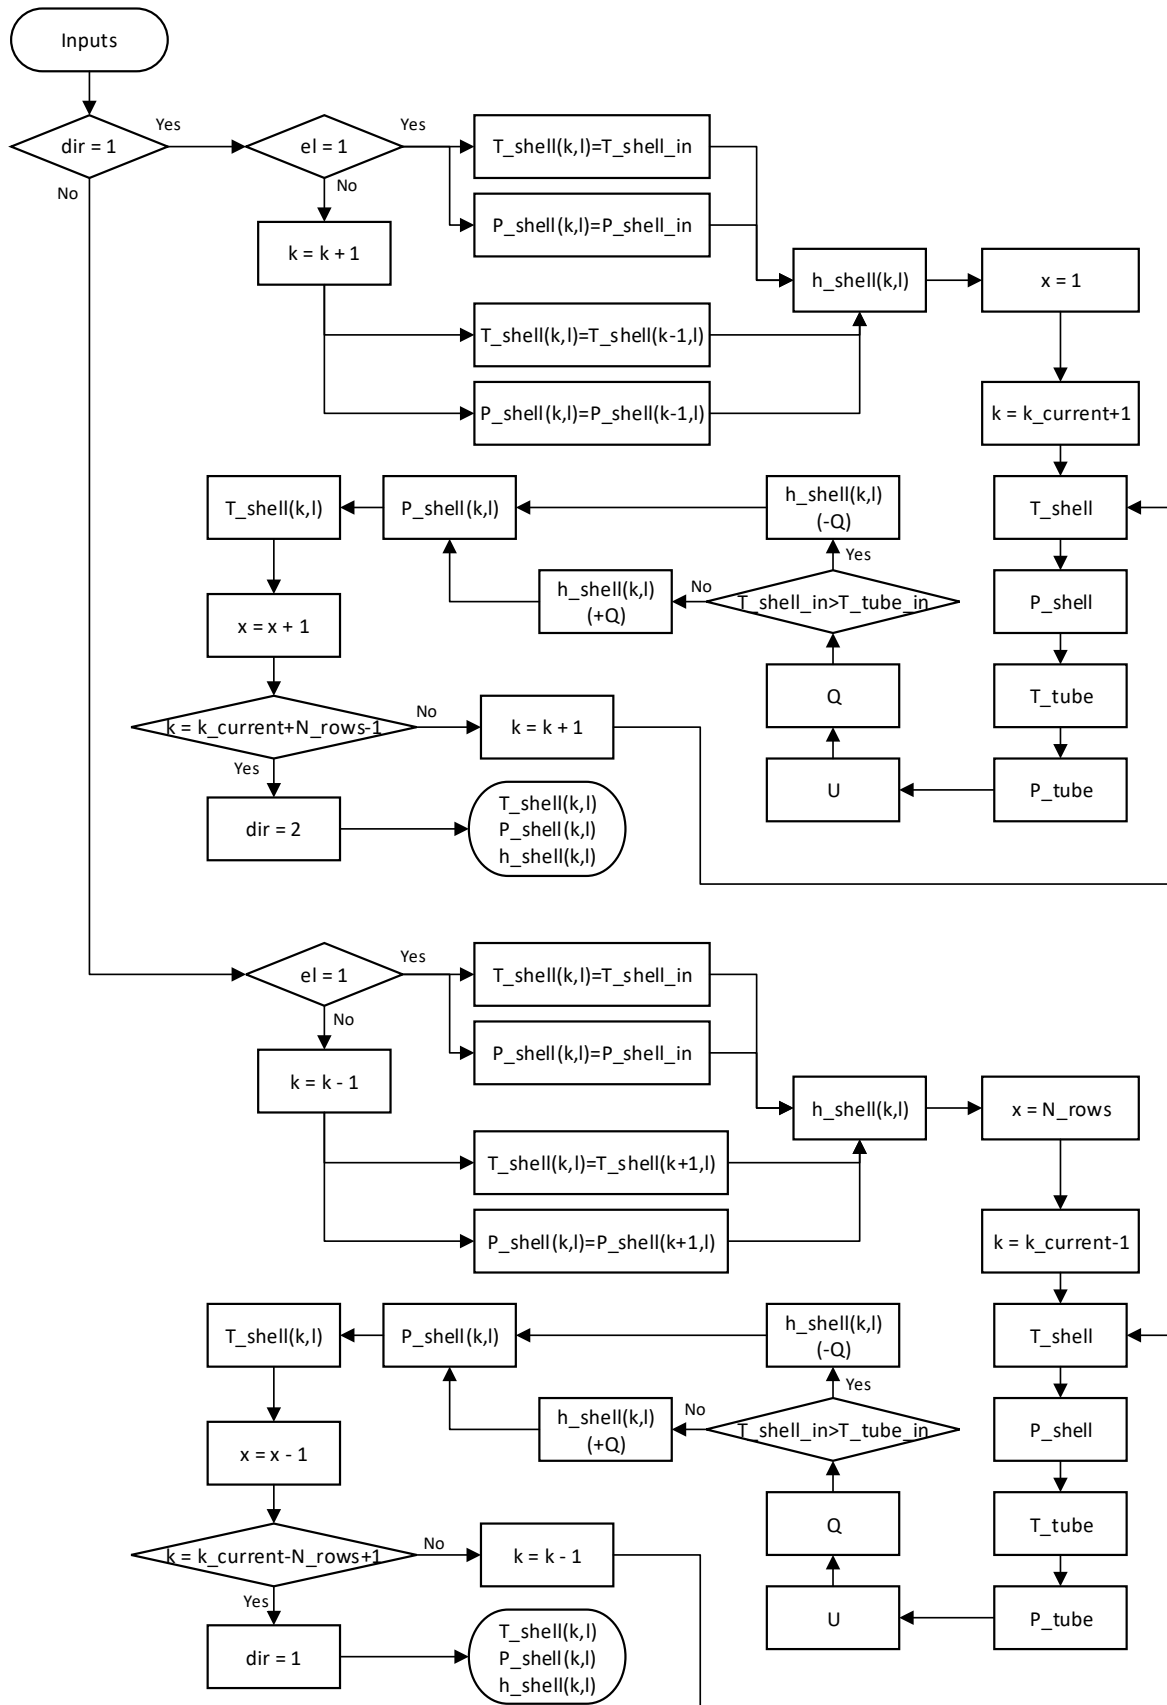 Inputs
dir = 1
Yes
No
el = 1
Yes
No
T_shell(k,l)=T_shell_in
P_shell(k,l)=P_shell_in
k = k + 1
T_shell(k,l)=T_shell(k-1,l)
P_shell(k,l)=P_shell(k-1,l)
h_shell(k,l)
x = 1
k = k_current+1
T_shell
P_shell
T_tube
P_tube
U
Q
T_shell_in>T_tube_in
Yes
No
h_shell(k,l)
(-Q)
h_shell(k,l)
(+Q)
P_shell(k,l)
T_shell(k,l)
x = x + 1
k = k_current+N_rows-1
No
Yes
k = k + 1
dir = 2
T_shell(k,l)
P_shell(k,l)
h_shell(k,l)
el = 1
Yes
No
T_shell(k,l)=T_shell_in
P_shell(k,l)=P_shell_in
k = k - 1
T_shell(k,l)=T_shell(k+1,l)
P_shell(k,l)=P_shell(k+1,l)
h_shell(k,l)
x = N_rows
k = k_current-1
T_shell
P_shell
T_tube
P_tube
U
Q
T_shell_in>T_tube_in
Yes
No
h_shell(k,l)
(-Q)
h_shell(k,l)
(+Q)
P_shell(k,l)
T_shell(k,l)
x = x - 1
k = k_current-N_rows+1
No
Yes
k = k - 1
dir = 1
T_shell(k,l)
P_shell(k,l)
h_shell(k,l)